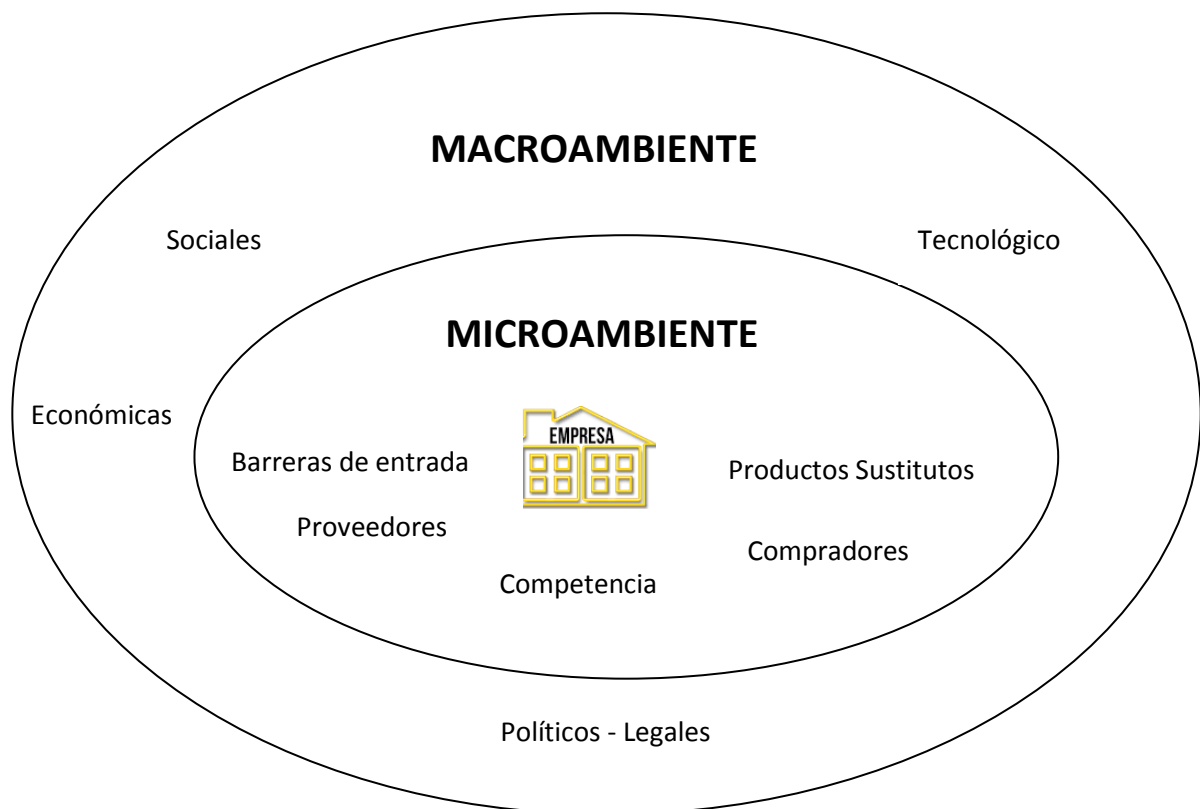 MACROAMBIENTE
Sociales
Tecnológico
MICROAMBIENTE
Económicas
EMPRESA
Barreras de entrada
Productos Sustitutos
Proveedores
Compradores
Competencia
Políticos - Legales